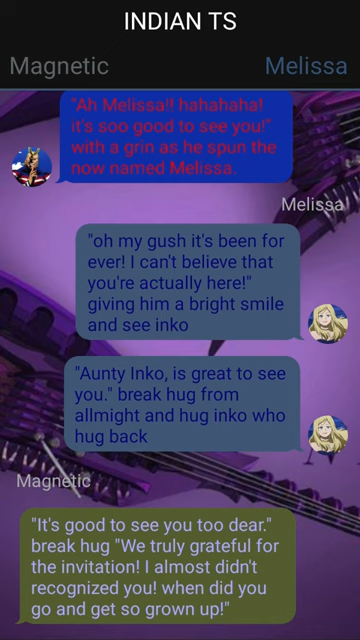 INDIAN TS
Magnetic Melissa
"Ah Melissa!! hahahaha!
it's soo good to see you!"
with a grin as he spun the
now named Melissa.
Melissa
"oh my gush it's been for
ever! I can't believe that
you're actually here!"
giving him a bright smile
and see inko
"Aunty Inko, is great to see
you." break hug from
allmight and hug inko who
hug back
Magnetic
"It's good to see you too dear."
break hug "We truly grateful for
the invitation! I almost didn't
recognized you! when did you
go and get so grown up!"